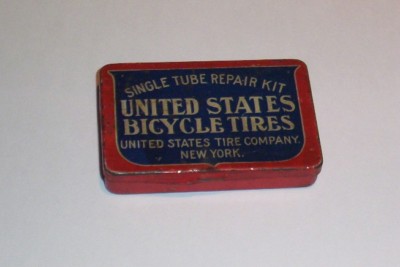 SINGLE TUBE REPAIR KIT
UNITED STATES
BICYCLE TIRES
UNITED STATES TIRE COMPANY.
NEW YORK.